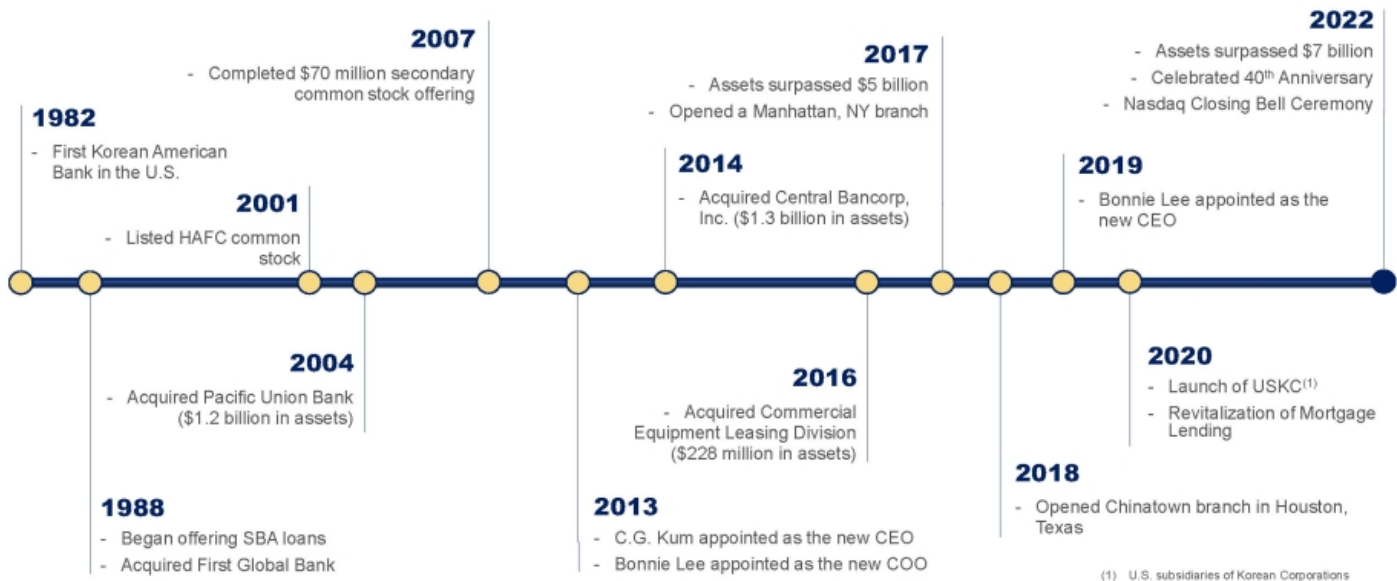 1982
- First Korean American
Bank in the U.S.
1988
- Began offering SBA loans
- Acquired First Global Bank
2001
- Listed HAFC common
stock
2004
- Acquired Pacific Union Bank
($1.2 billion in assets)
2007
- Completed $70 million secondary
common stock offering
2013
- C.G. Kum appointed as the new CEO
- Bonnie Lee appointed as the new COO
2014
- Acquired Central Bancorp,
Inc. ($1.3 billion in assets)
2016
- Acquired Commercial
Equipment Leasing Division
($228 million in assets)
2017
- Assets surpassed $5 billion
- Opened a Manhattan, NY branch
2018
- Opened Chinatown branch in Houston,
Texas
2019
- Bonnie Lee appointed as the
new CEO
2020
- Launch of USKC(1)
- Revitalization of Mortgage
Lending
2022
- Assets surpassed $7 billion
- Celebrated 40th Anniversary
- Nasdaq Closing Bell Ceremony
(1) U.S. subsidiaries of Korean Corporations